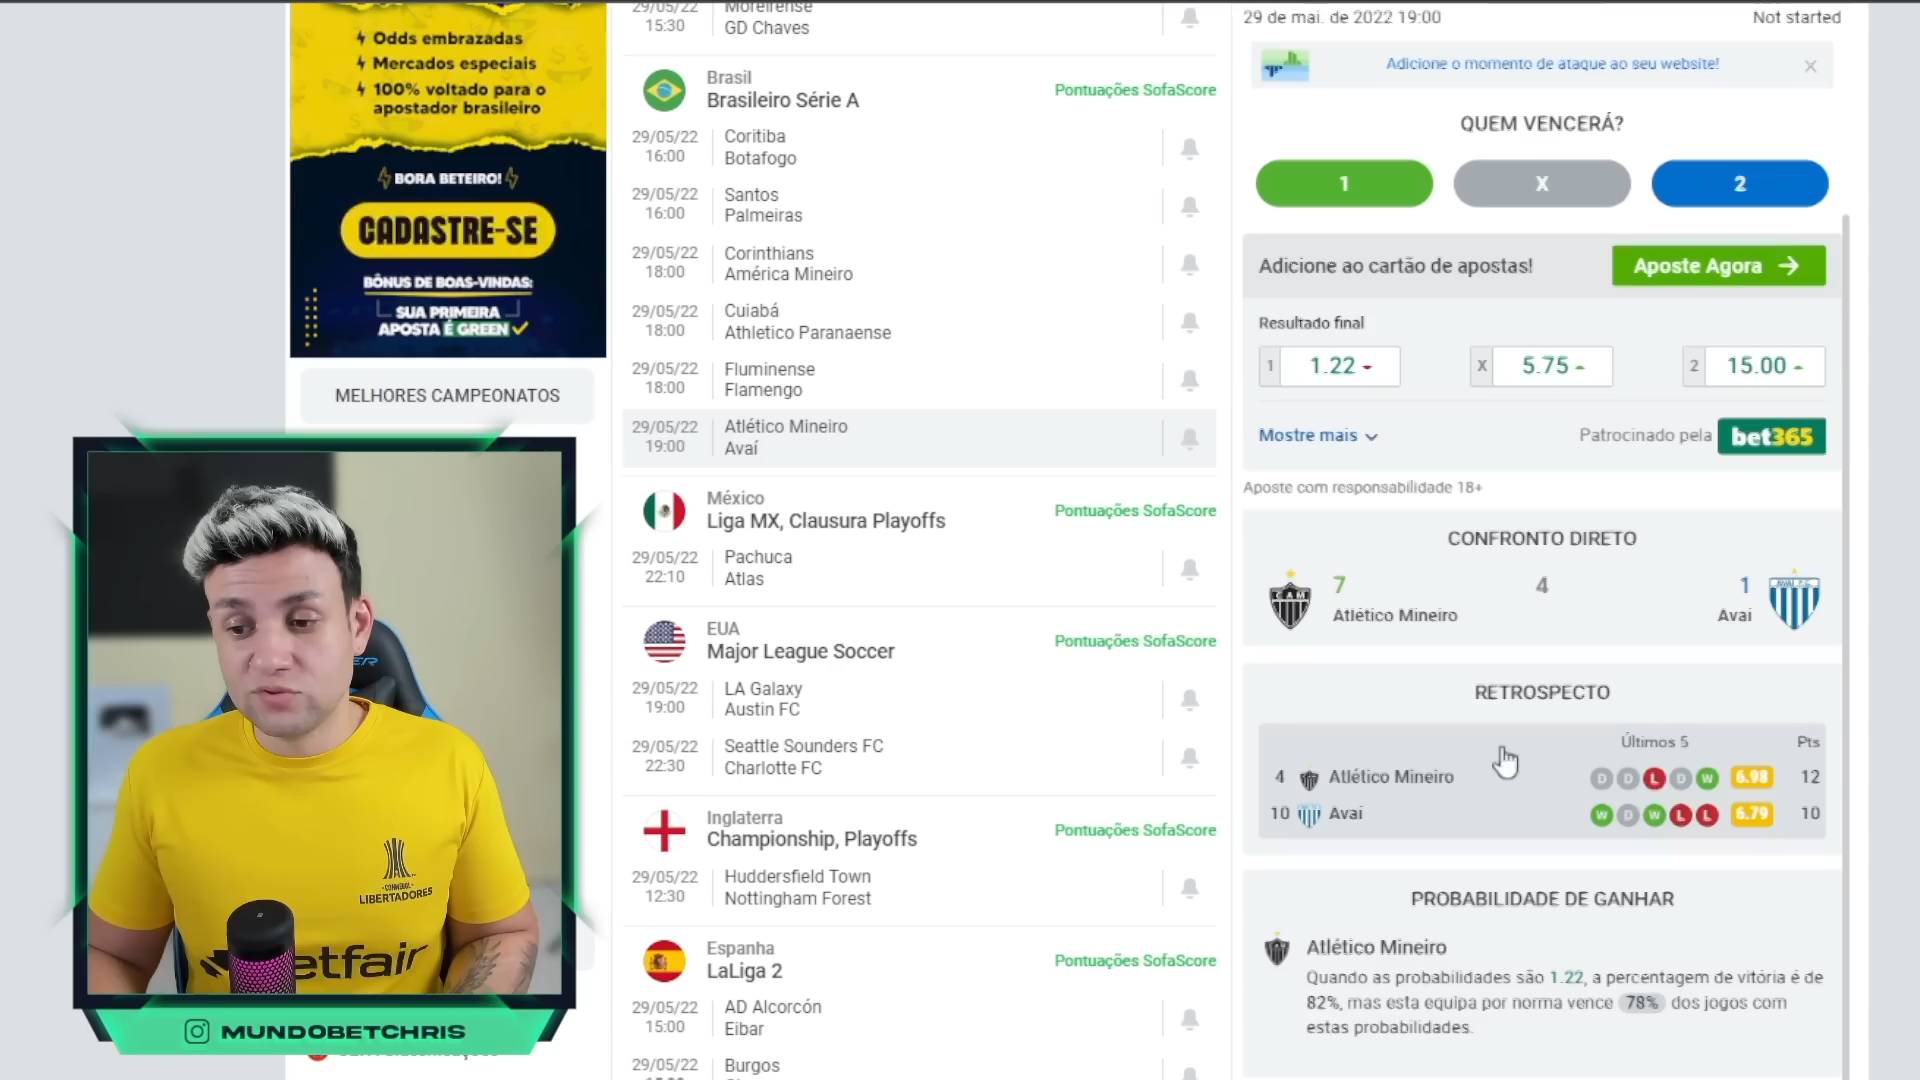 Odds embrazadas
Mercados especiais
100% voltado para o
apostador brasileiro
BORA BETEIRO!
CADASTRE-SE
BÔNUS DE BOAS-VINDAS:
SUA PRIMEIRA
APOSTA É GREEN
MELHORES CAMPEONATOS
CONMEBOL
LIBERTADORES
etfair
MUNDOBETCHRIS
29/05/22 Moreirense
15:30 GD Chaves
Brasil
Brasileiro Série A Pontuações SofaScore
29/05/22 Coritiba
16:00 Botafogo
29/05/22 Santos
16:00 Palmeiras
29/05/22 Corinthians
18:00 América Mineiro
29/05/22 Cuiabá
18:00 Athletico Paranaense
29/05/22 Fluminense
18:00 Flamengo
29/05/22 Atlético Mineiro
19:00 Avaí
México
Liga MX, Clausura Playoffs Pontuações SofaScore
29/05/22 Pachuca
22:10 Atlas
EUA
Major League Soccer Pontuações SofaScore
29/05/22 LA Galaxy
19:00 Austin FC
29/05/22 Seattle Sounders FC
22:30 Charlotte FC
Inglaterra
Championship, Playoffs Pontuações SofaScore
29/05/22 Huddersfield Town
12:30 Nottingham Forest
Espanha
LaLiga 2 Pontuações SofaScore
29/05/22 AD Alcorcón
15:00 Eibar
29/05/22 Burgos
29 de mai. de 2022 19:00 Not started
Adicione o momento de ataque ao seu website!
QUEM VENCERÁ?
1 X 2
Adicione ao cartão de apostas! Aposte Agora
Resultado final
1 1.22 X 5.75 2 15.00
Mostre mais Patrocinado pela bet365
Aposte com responsabilidade 18+
CONFRONTO DIRETO
7 4 1
Atlético Mineiro Avaí
RETROSPECTO
Últimos 5 Pts
4 Atlético Mineiro D D L D W 6.98 12
10 Avaí W D W L L 6.79 10
PROBABILIDADE DE GANHAR
Atlético Mineiro
Quando as probabilidades são 1.22, a percentagem de vitória é de
82%, mas esta equipa por norma vence 78% dos jogos com
estas probabilidades.